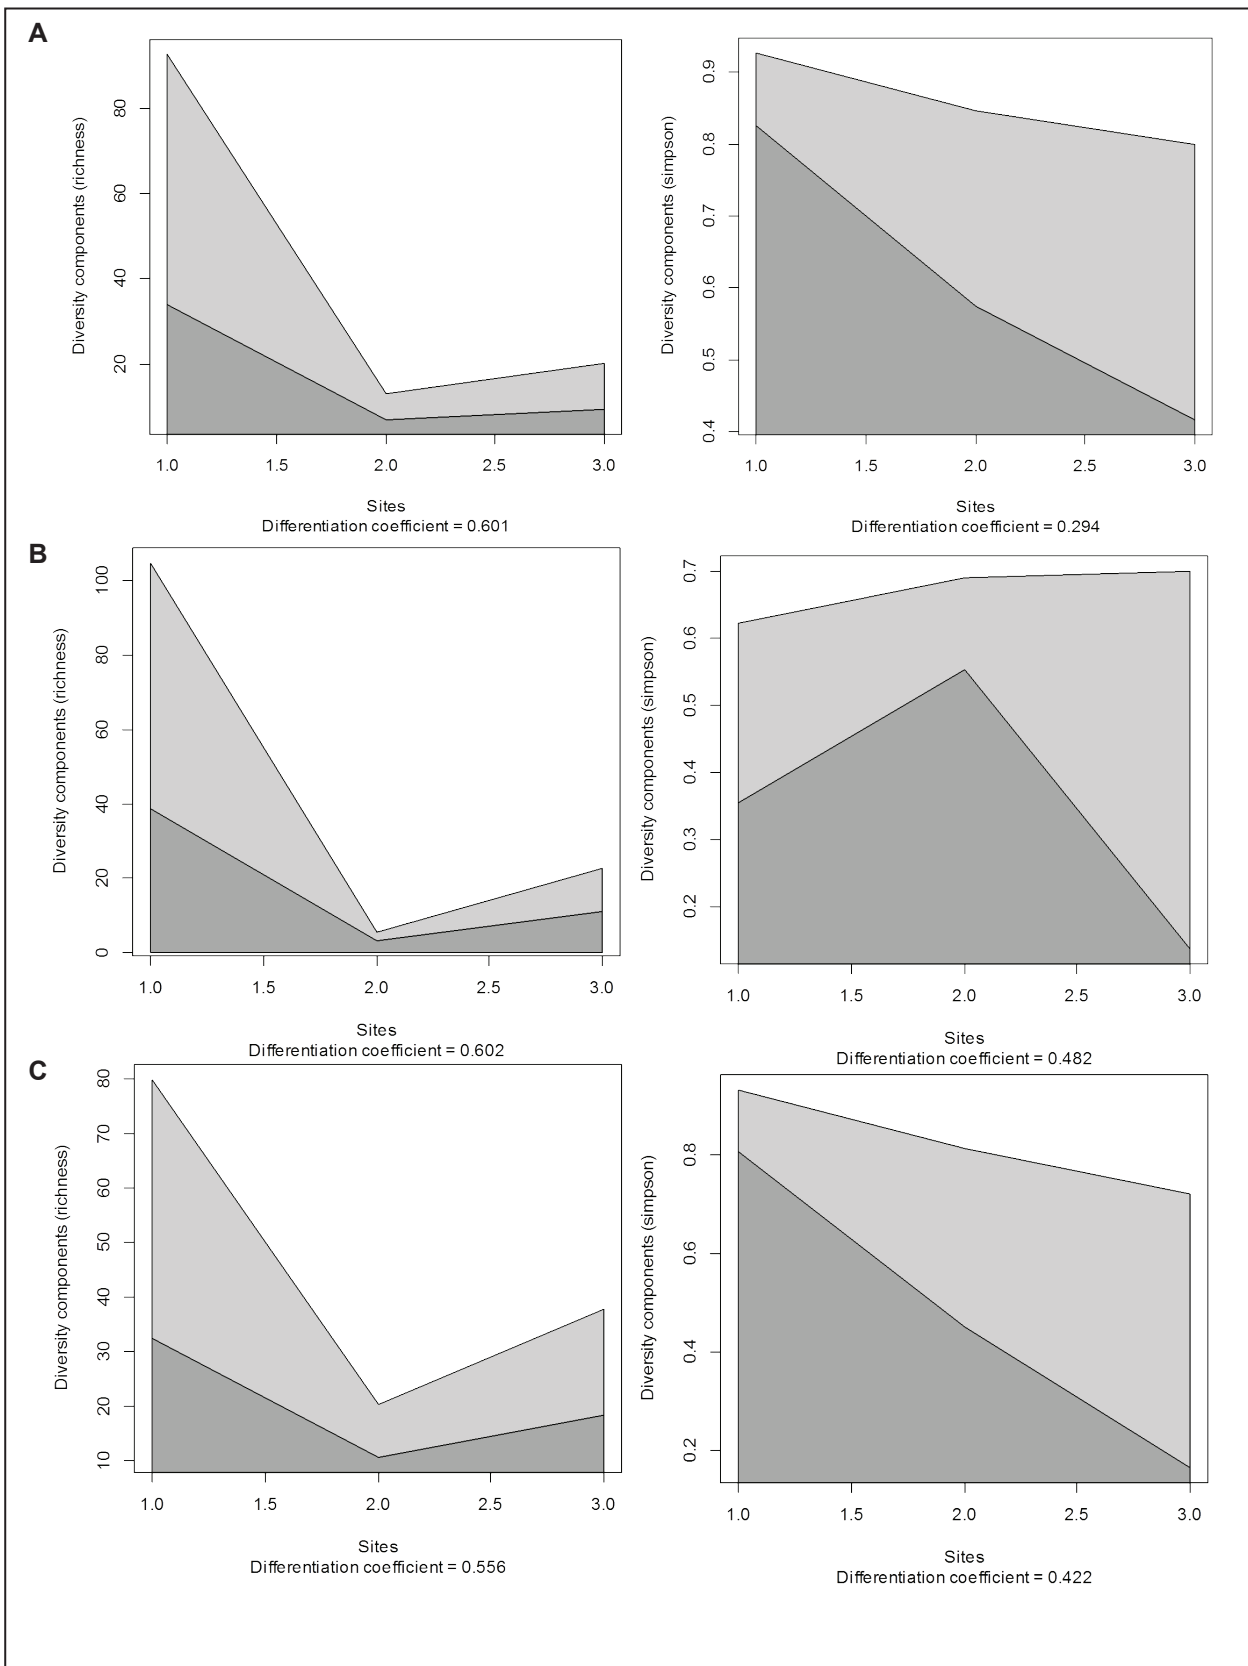 A
Diversity components (richness)
80
60
40
20
1.0 1.5 2.0 2.5 3.0
Sites
Differentiation coefficient = 0.601
Diversity components (simpson)
0.9
0.8
0.7
0.6
0.5
0.4
1.0 1.5 2.0 2.5 3.0
Sites
Differentiation coefficient = 0.294
B
Diversity components (richness)
100
80
60
40
20
0
1.0 1.5 2.0 2.5 3.0
Sites
Differentiation coefficient = 0.602
Diversity components (simpson)
0.7
0.6
0.5
0.4
0.3
0.2
1.0 1.5 2.0 2.5 3.0
Sites
Differentiation coefficient = 0.482
C
Diversity components (richness)
80
70
60
50
40
30
20
10
1.0 1.5 2.0 2.5 3.0
Sites
Differentiation coefficient = 0.556
Diversity components (simpson)
0.8
0.6
0.4
0.2
1.0 1.5 2.0 2.5 3.0
Sites
Differentiation coefficient = 0.422